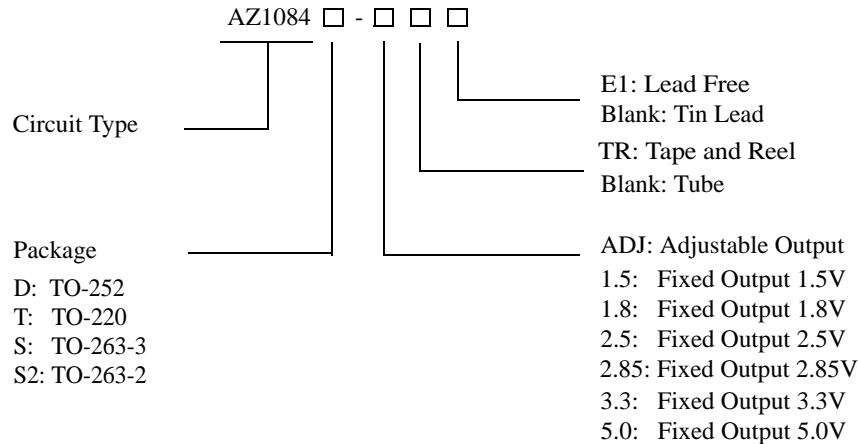 AZ1084 □ - □ □ □
E1: Lead Free
Blank: Tin Lead
Circuit Type
TR: Tape and Reel
Blank: Tube
Package
D: TO-252
T: TO-220
S: TO-263-3
S2: TO-263-2
ADJ: Adjustable Output
1.5: Fixed Output 1.5V
1.8: Fixed Output 1.8V
2.5: Fixed Output 2.5V
2.85: Fixed Output 2.85V
3.3: Fixed Output 3.3V
5.0: Fixed Output 5.0V